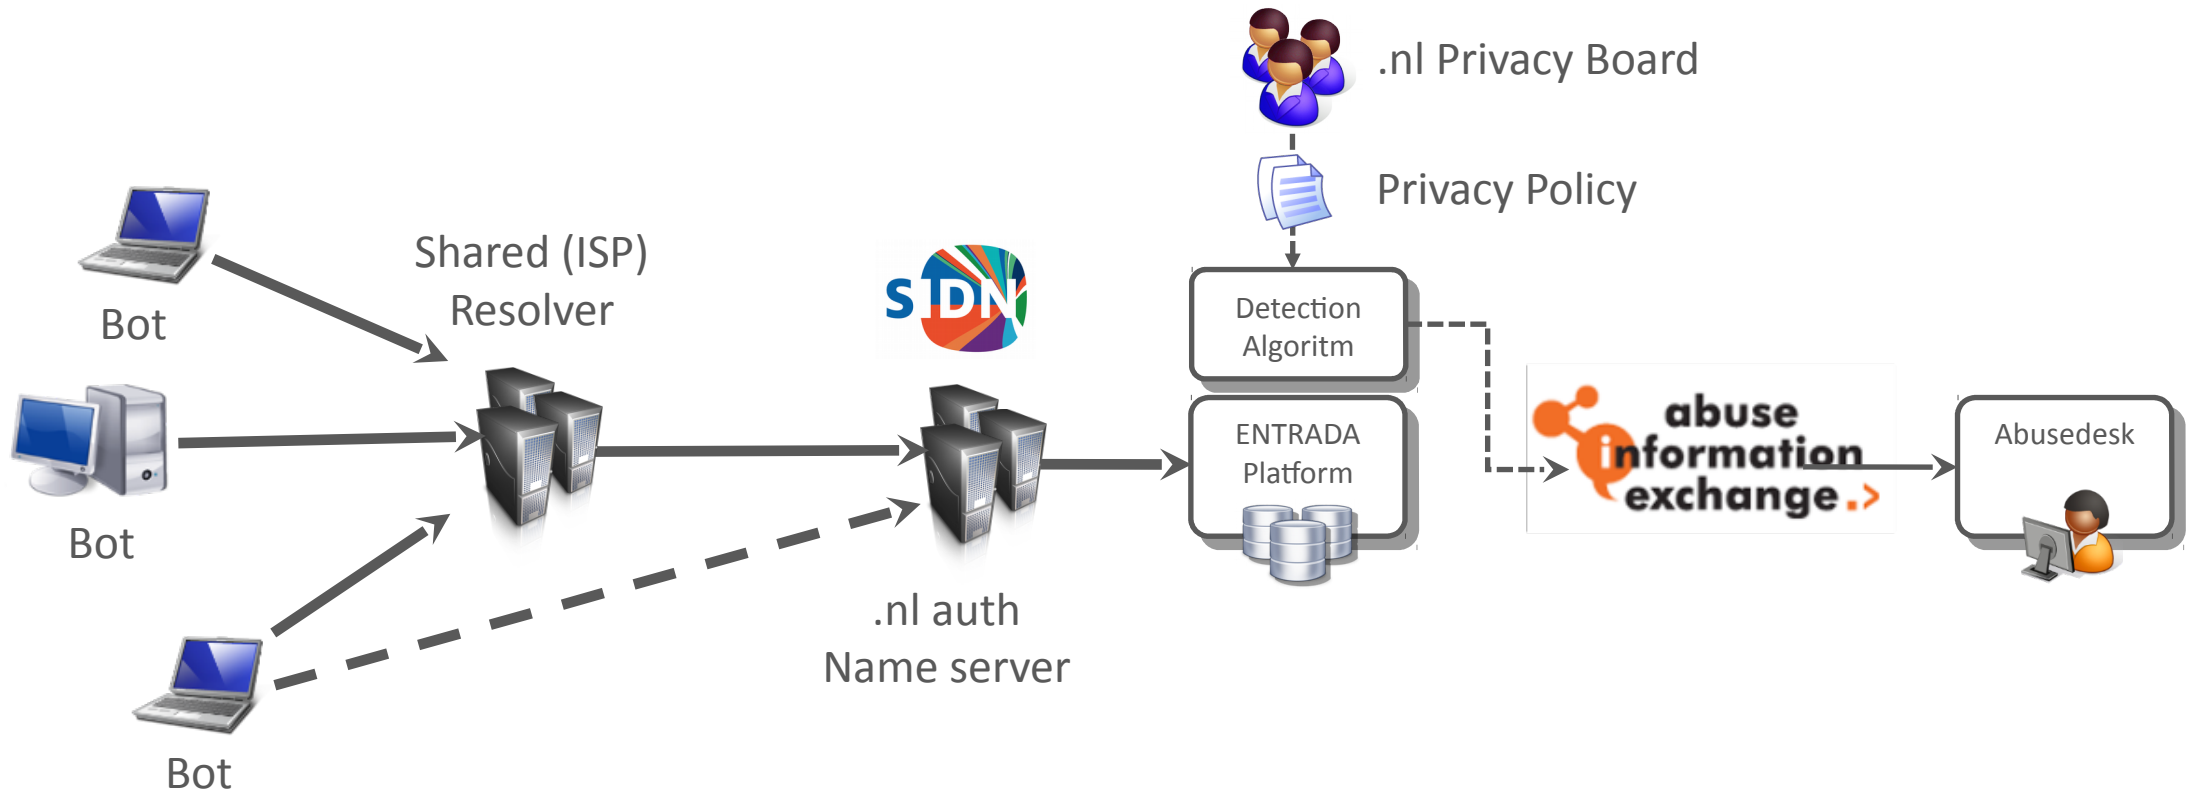 .nl Privacy Board
Privacy Policy
Shared (ISP)
Resolver
Bot
Bot
Bot
SIDN
.nl auth
Name server
Detection
Algoritm
ENTRADA
Platform
abuse
information
exchange.>
Abusedesk